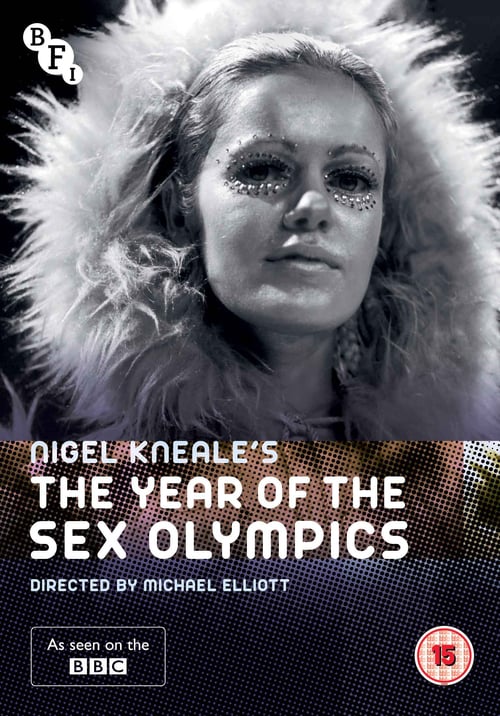 BFI
NIGEL KNEALE'S
THE YEAR OF THE
SEX OLYMPICS
DIRECTED BY MICHAEL ELLIOTT
As seen on the
BBC
15